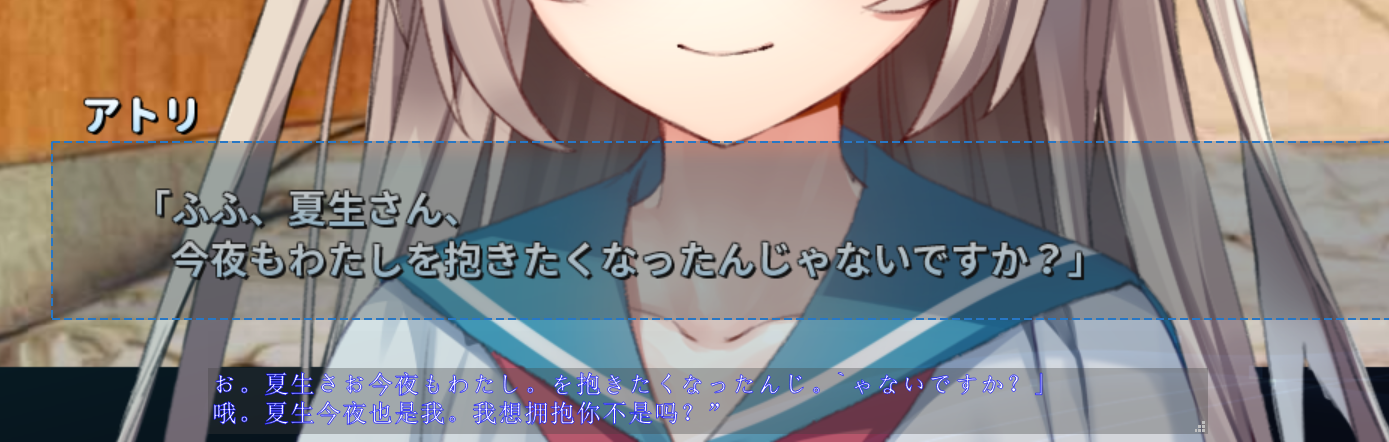 アトリ
「ふふ、夏生さん、
今夜もわたしを抱きたくなったんじゃないですか？」
お。夏生さお今夜もわたし。を抱きたくなったんじ。`ゃないですか？」
哦。夏生今夜也是我。我想拥抱你不是吗？”